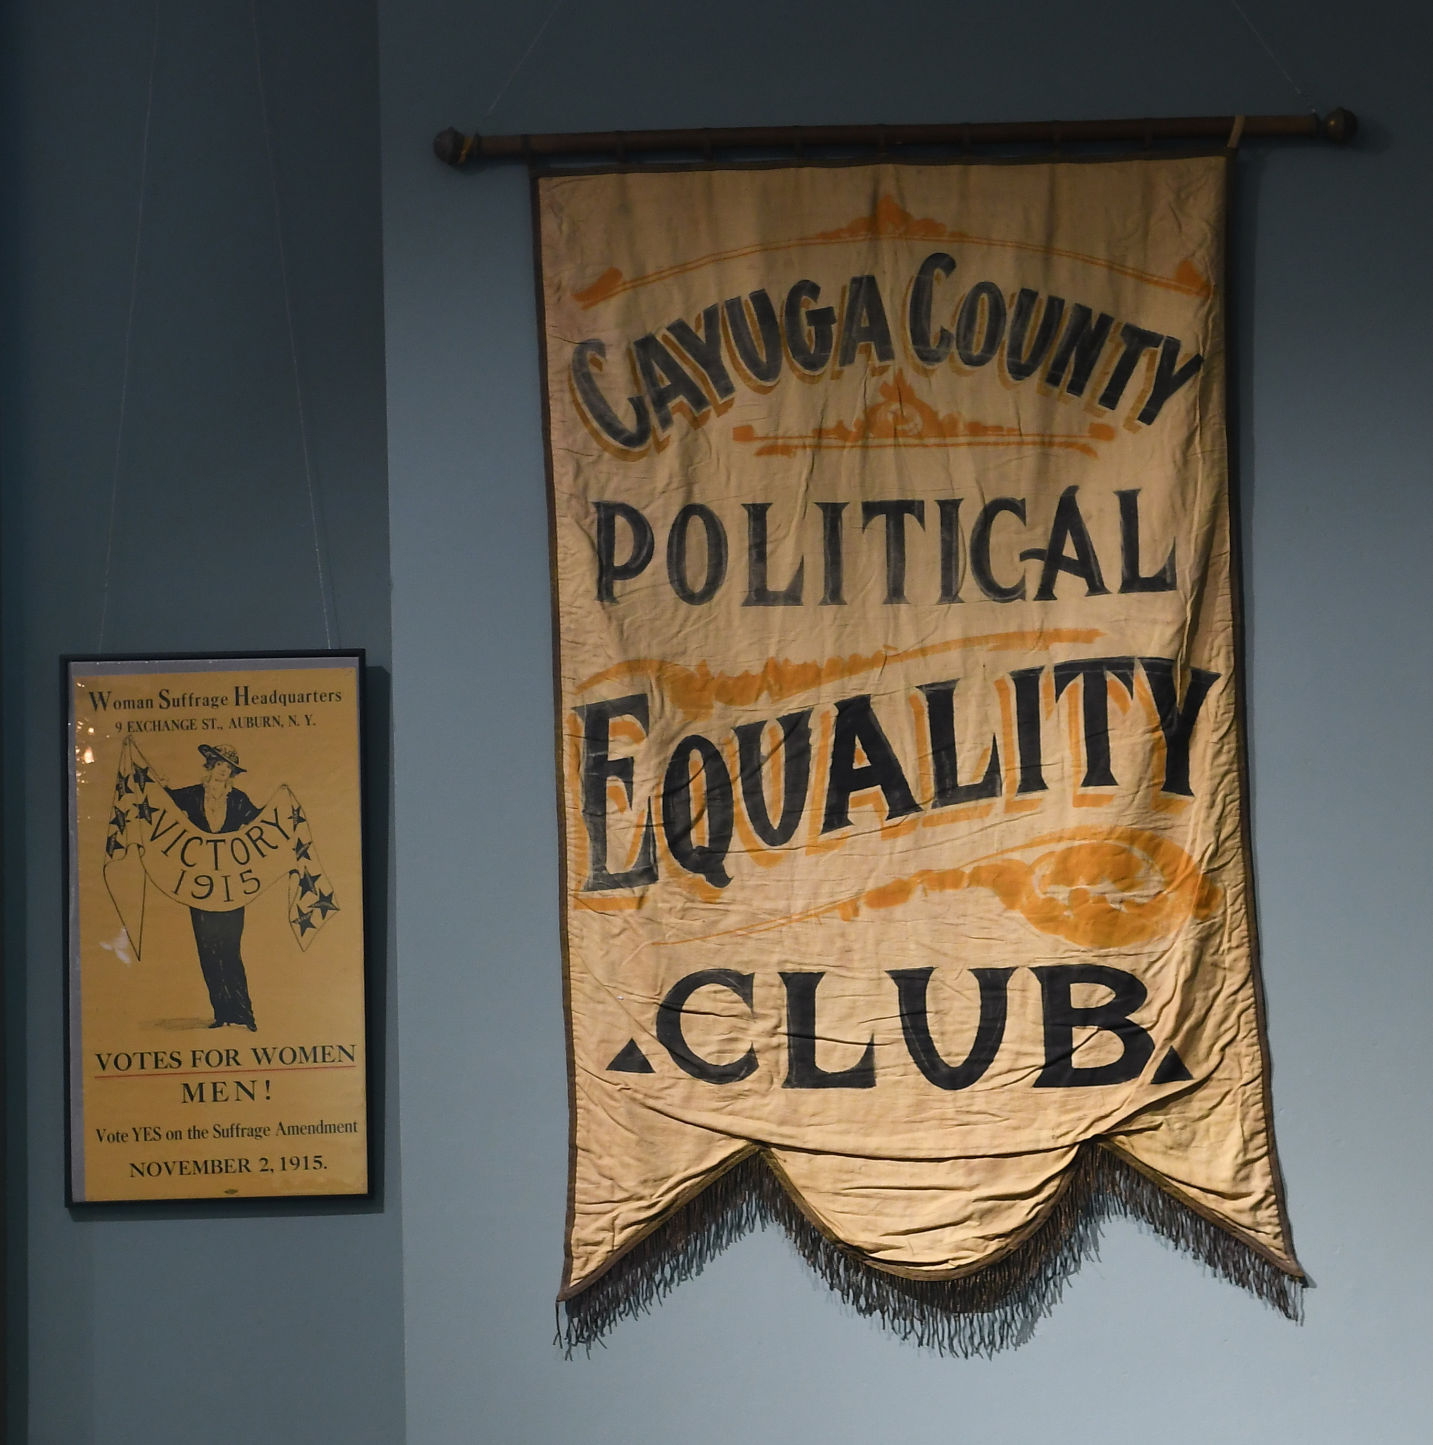 Woman Suffrage Headquarters
9 EXCHANGE ST., AUBURN, N. Y.
VICTORY
1915
VOTES FOR WOMEN
MEN!
Vote YES on the Suffrage Amendment
NOVEMBER 2, 1915.
CAYUGA COUNTY
POLITICAL
EQUALITY
CLUB